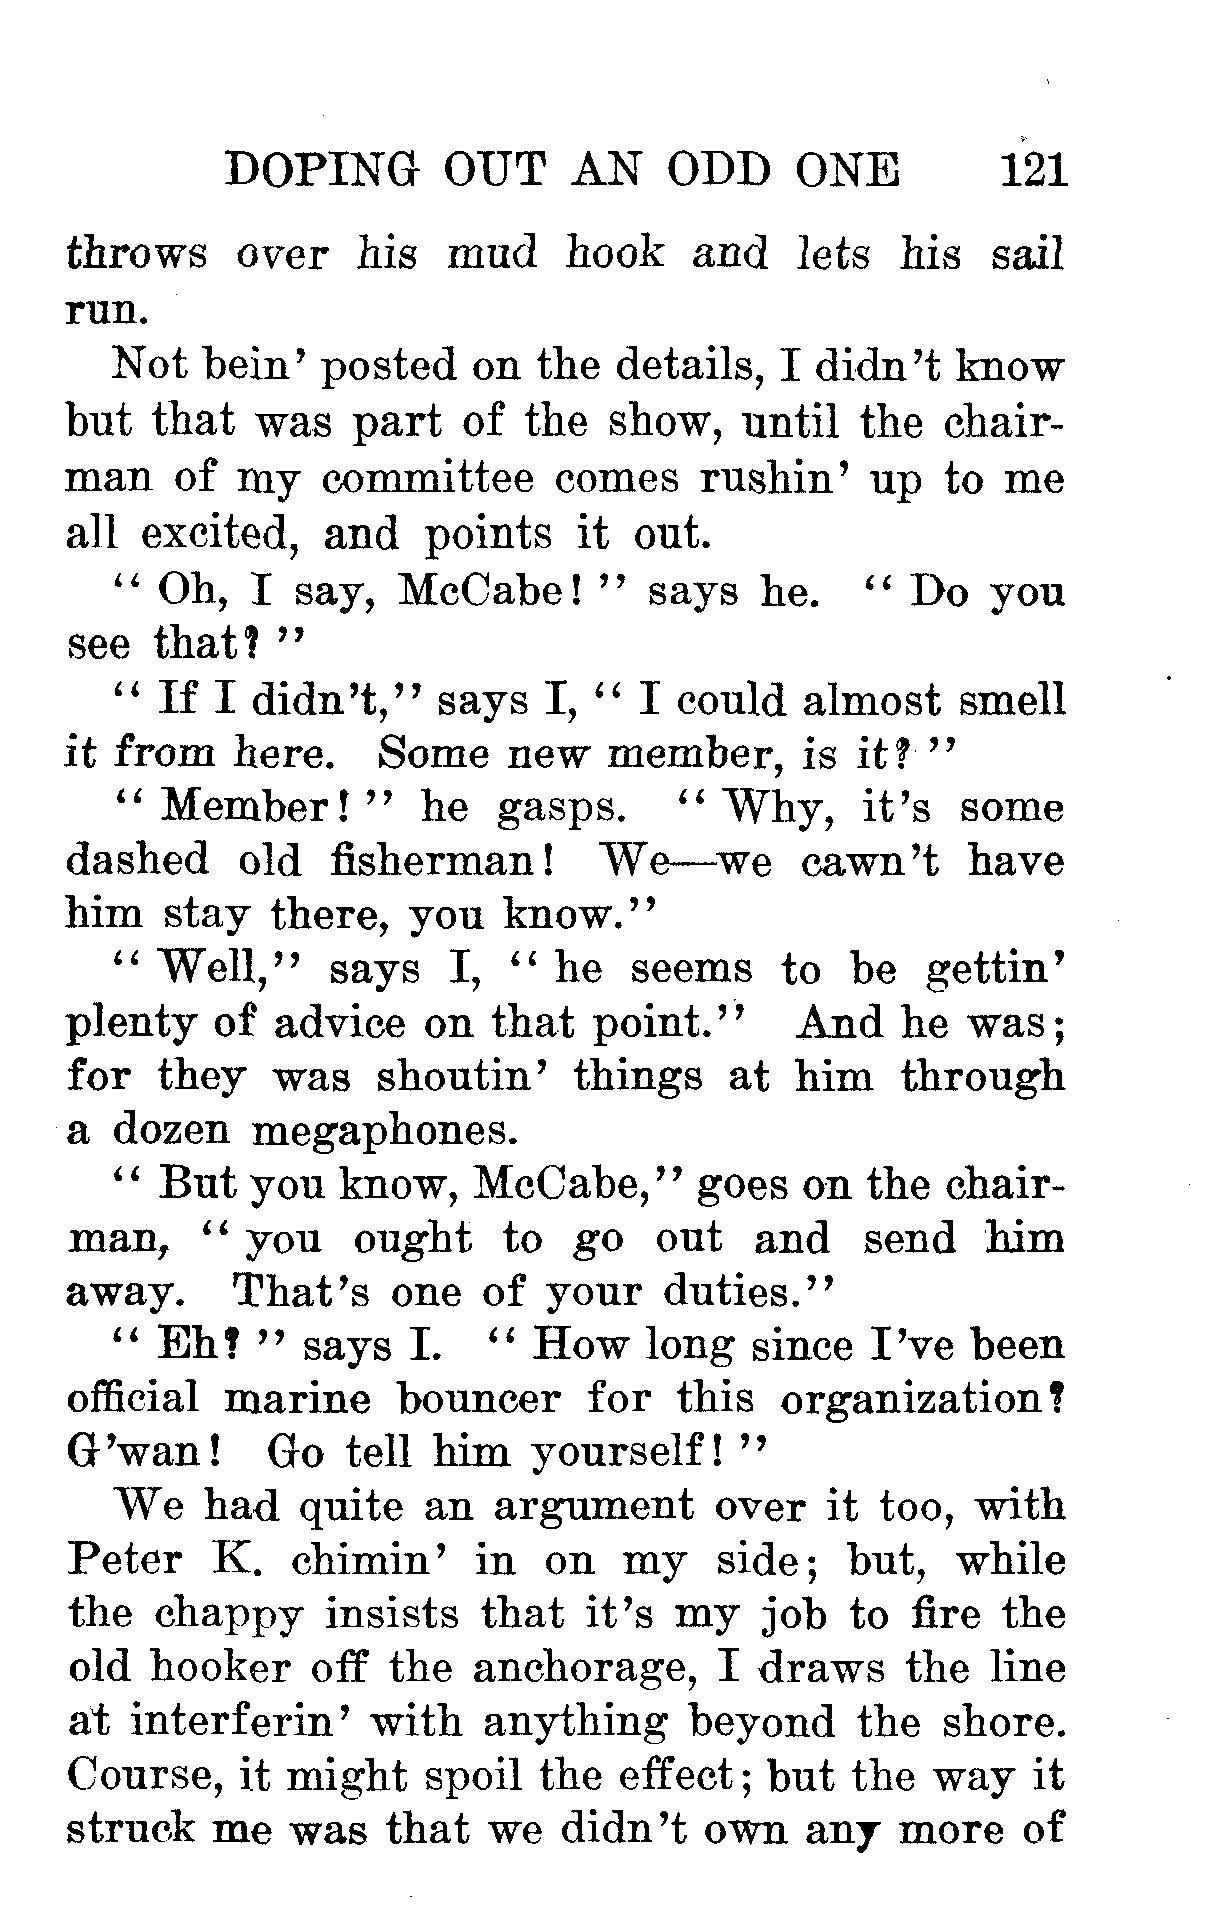 DOPING OUT AN ODD ONE 121
throws over his mud hook and lets his sail
run.
Not bein' posted on the details, I didn't know
but that was part of the show, until the chair-
man of my committee comes rushin' up to me
all excited, and points it out.
"Oh, I say, McCabe!" says he. "Do you
see that?"
"If I didn't," says I, "I could almost smell
it from here. Some new member, is it?"
"Member!" he gasps. "Why, it's some
dashed old fisherman! We—we cawn't have
him stay there, you know."
"Well," says I, "he seems to be gettin'
plenty of advice on that point." And he was;
for they was shoutin' things at him through
a dozen megaphones.
"But you know, McCabe," goes on the chair-
man, "you ought to go out and send him
away. That's one of your duties."
"Eh?" says I. "How long since I've been
official marine bouncer for this organization?
G'wan! Go tell him yourself!"
We had quite an argument over it too, with
Peter K. chimin' in on my side; but, while
the chappy insists that it's my job to fire the
old hooker off the anchorage, I draws the line
at interferin' with anything beyond the shore.
Course, it might spoil the effect; but the way it
struck me was that we didn't own any more of